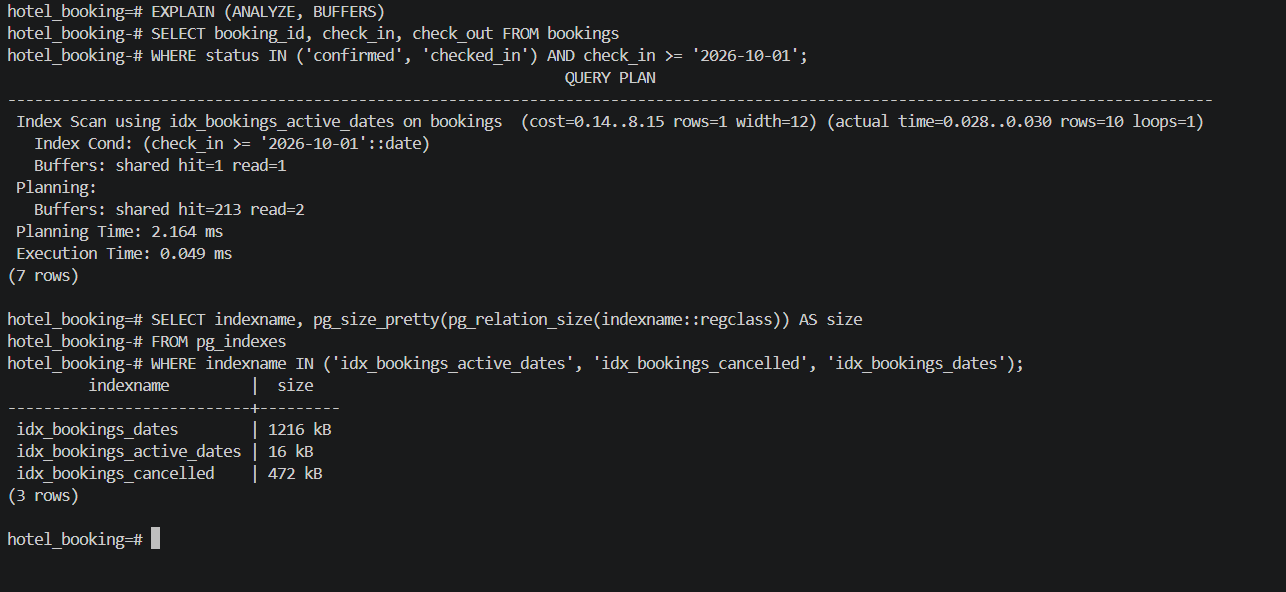 hotel_booking=# EXPLAIN (ANALYZE, BUFFERS)
hotel_booking-# SELECT booking_id, check_in, check_out FROM bookings
hotel_booking-# WHERE status IN ('confirmed', 'checked_in') AND check_in >= '2026-10-01';
QUERY PLAN
-------------------------------------------------------------------------------------------------------------------------------------
Index Scan using idx_bookings_active_dates on bookings  (cost=0.14..8.15 rows=1 width=12) (actual time=0.028..0.030 rows=10 loops=1)
Index Cond: (check_in >= '2026-10-01'::date)
Buffers: shared hit=1 read=1
Planning:
Buffers: shared hit=213 read=2
Planning Time: 2.164 ms
Execution Time: 0.049 ms
(7 rows)
hotel_booking=# SELECT indexname, pg_size_pretty(pg_relation_size(indexname::regclass)) AS size
hotel_booking-# FROM pg_indexes
hotel_booking-# WHERE indexname IN ('idx_bookings_active_dates', 'idx_bookings_cancelled', 'idx_bookings_dates');
indexname         |  size
---------------------------+---------
idx_bookings_dates        | 1216 kB
idx_bookings_active_dates | 16 kB
idx_bookings_cancelled    | 472 kB
(3 rows)
hotel_booking=#